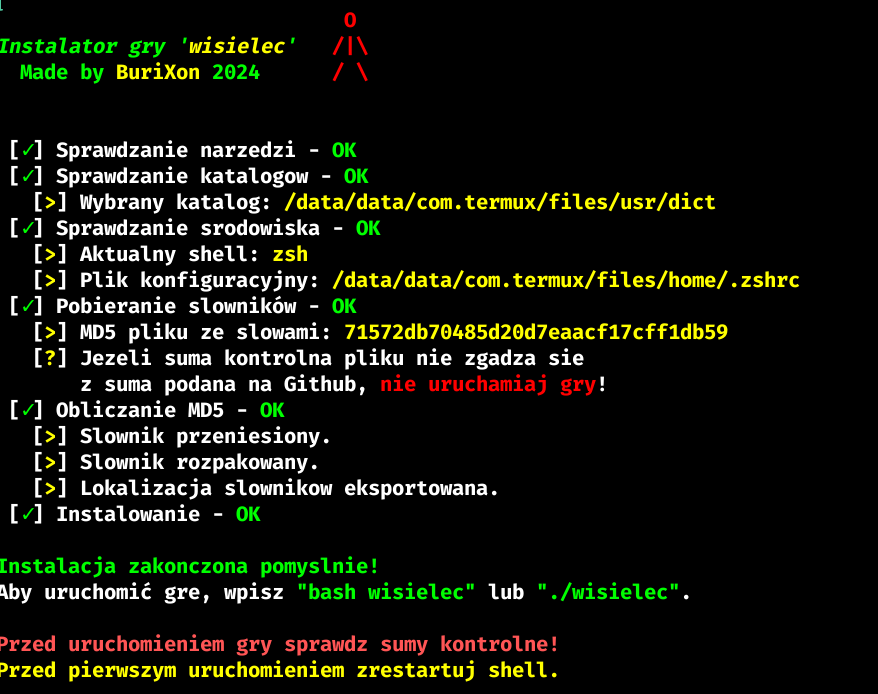 O
Instalator gry 'wisielec' /|\
Made by BuriXon 2024 / \
[✓] Sprawdzanie narzedzi - OK
[✓] Sprawdzanie katalogow - OK
[>] Wybrany katalog: /data/data/com.termux/files/usr/dict
[✓] Sprawdzanie srodowiska - OK
[>] Aktualny shell: zsh
[>] Plik konfiguracyjny: /data/data/com.termux/files/home/.zshrc
[✓] Pobieranie slowników - OK
[>] MD5 pliku ze slowami: 71572db70485d20d7eaacf17cff1db59
[?] Jezeli suma kontrolna pliku nie zgadza sie
z suma podana na Github, nie uruchamiaj gry!
[✓] Obliczanie MD5 - OK
[>] Slownik przeniesiony.
[>] Slownik rozpakowany.
[>] Lokalizacja slownikow eksportowana.
[✓] Instalowanie - OK
Instalacja zakonczona pomyslnie!
Aby uruchomić gre, wpisz "bash wisielec" lub "./wisielec".
Przed uruchomieniem gry sprawdz sumy kontrolne!
Przed pierwszym uruchomieniem zrestartuj shell.